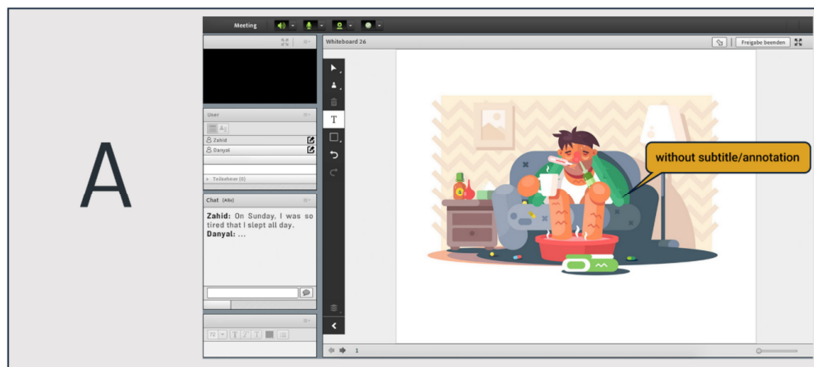 A
Meeting
Whiteboard 26
Freigabe beenden
User
Zahid
Danyal
Teilnehmer (0)
Chat
Zahid: On Sunday, I was so
tired that I slept all day.
Danyal: ...
T
without subtitle/annotation
1